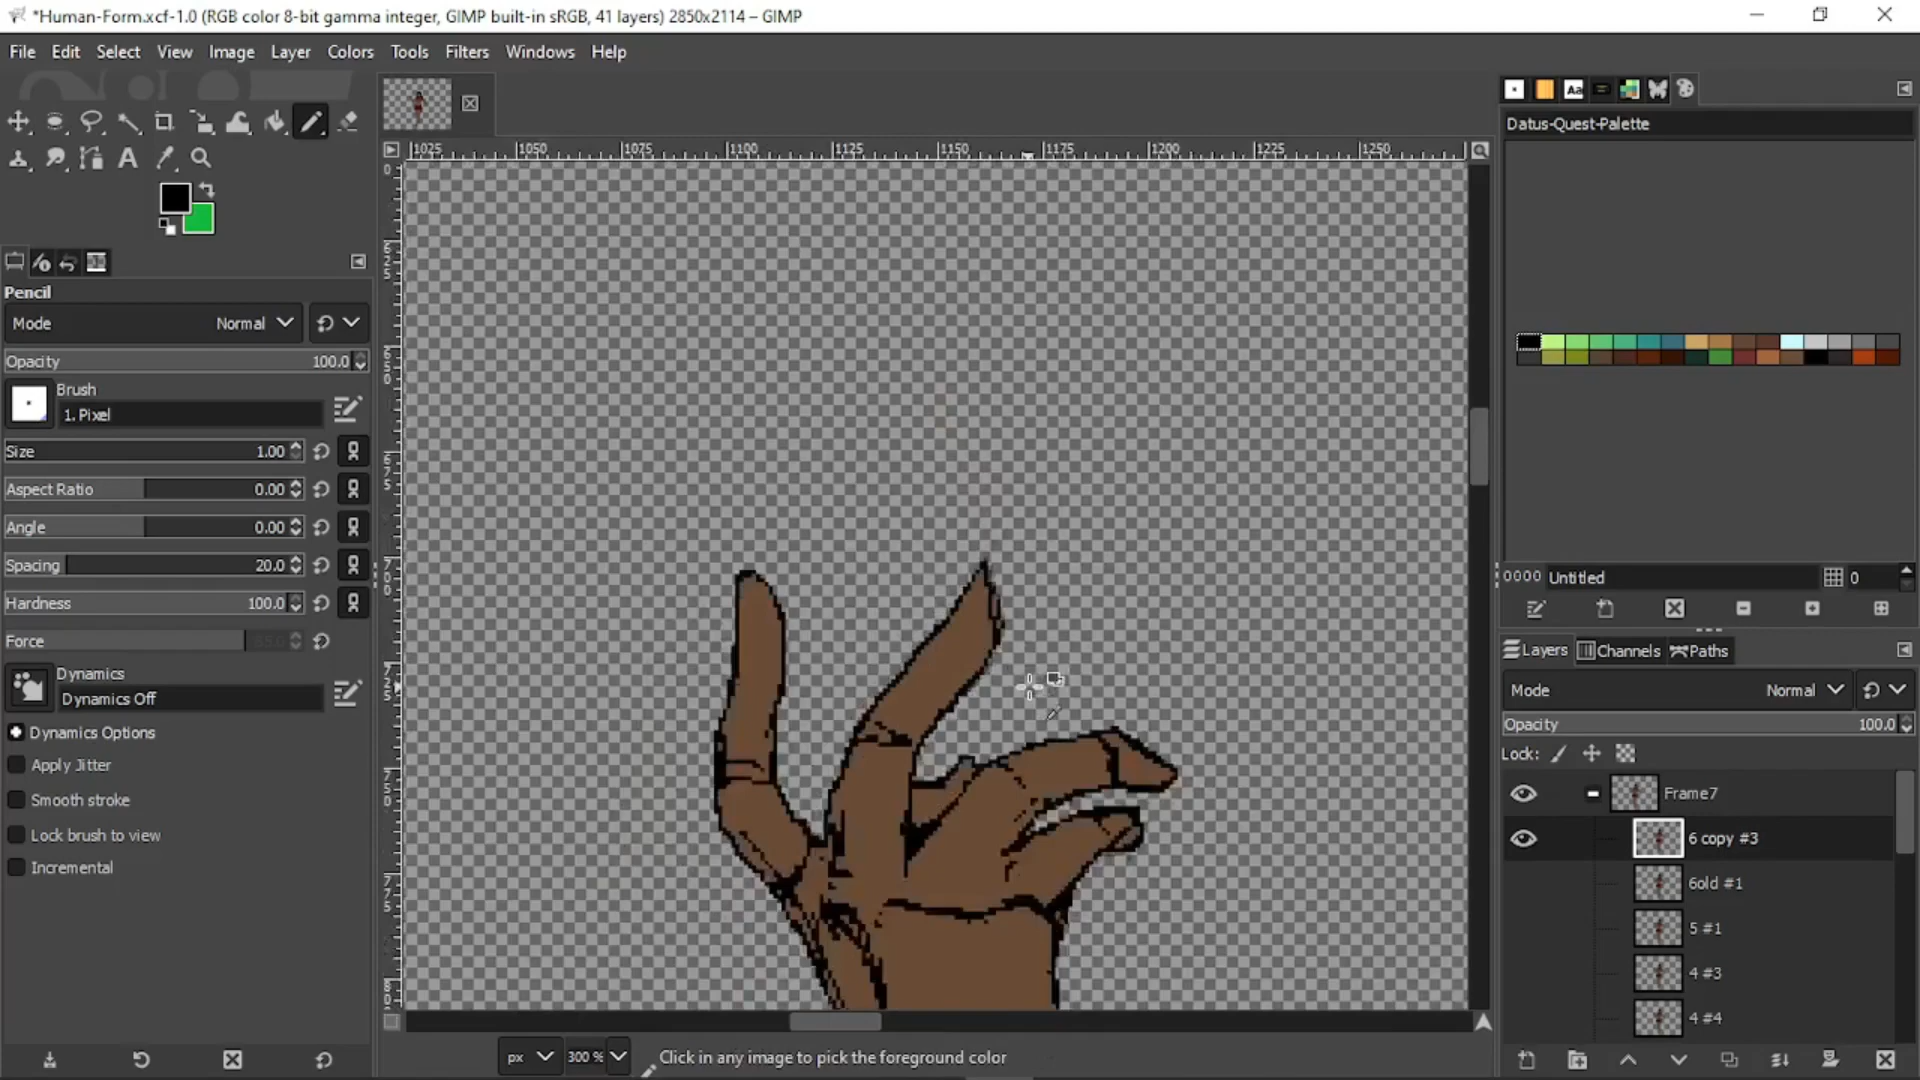 *Human-Form.xcf-1.0 (RGB color 8-bit gamma integer, GIMP built-in sRGB, 41 layers) 2850x2114 – GIMP
File Edit Select View Image Layer Colors Tools Filters Windows Help
Datus-Quest-Palette
1025 1050 1075 1100 1125 1150 1175 1200 1225 1250
Pencil
Mode Normal
Opacity 100.0
Brush
1. Pixel
Size 1.00
Aspect Ratio 0.00
Angle 0.00
Spacing 20.0
Hardness 100.0
Force
Dynamics
Dynamics Off
Dynamics Options
Apply Jitter
Smooth stroke
Lock brush to view
Incremental
Untitled 0
Layers Channels Paths
Mode Normal
Opacity 100.0
Lock:
Frame7
6 copy #3
6old #1
5 #1
4 #3
4 #4
px 300 % Click in any image to pick the foreground color